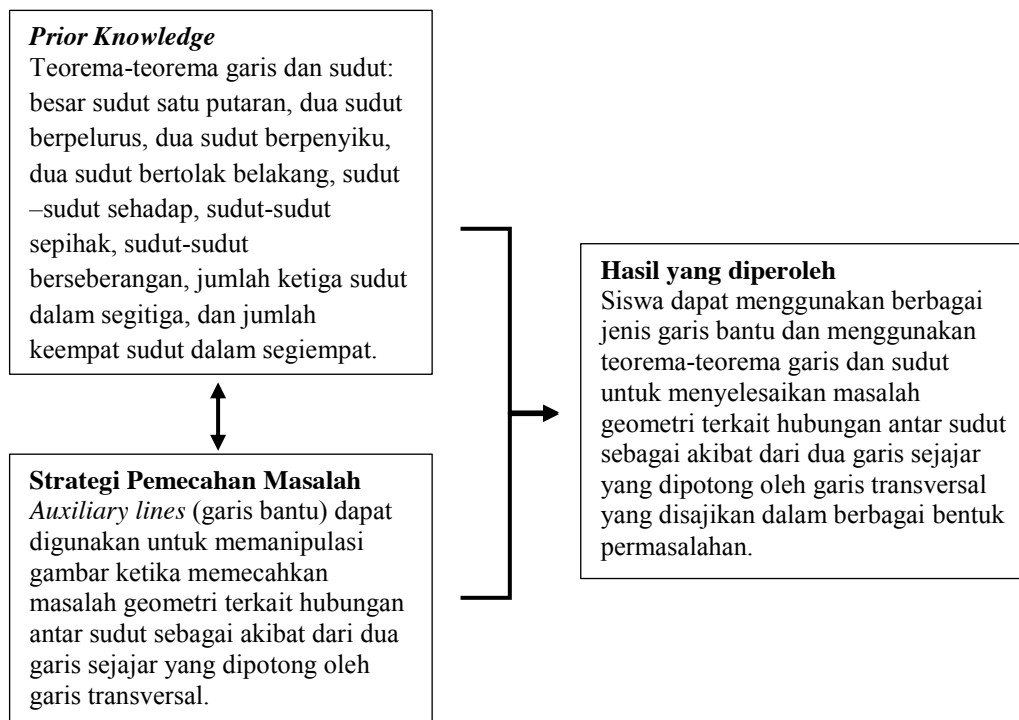 Prior Knowledge
Teorema-teorema garis dan sudut:
besar sudut satu putaran, dua sudut
berpelurus, dua sudut berpenyiku,
dua sudut bertolak belakang, sudut
–sudut sehadap, sudut-sudut
sepihak, sudut-sudut
berseberangan, jumlah ketiga sudut
dalam segitiga, dan jumlah
keempat sudut dalam segiempat.
Strategi Pemecahan Masalah
Auxiliary lines (garis bantu) dapat
digunakan untuk memanipulasi
gambar ketika memecahkan
masalah geometri terkait hubungan
antar sudut sebagai akibat dari dua
garis sejajar yang dipotong oleh
garis transversal.
Hasil yang diperoleh
Siswa dapat menggunakan berbagai
jenis garis bantu dan menggunakan
teorema-teorema garis dan sudut
untuk menyelesaikan masalah
geometri terkait hubungan antar sudut
sebagai akibat dari dua garis sejajar
yang dipotong oleh garis transversal
yang disajikan dalam berbagai bentuk
permasalahan.